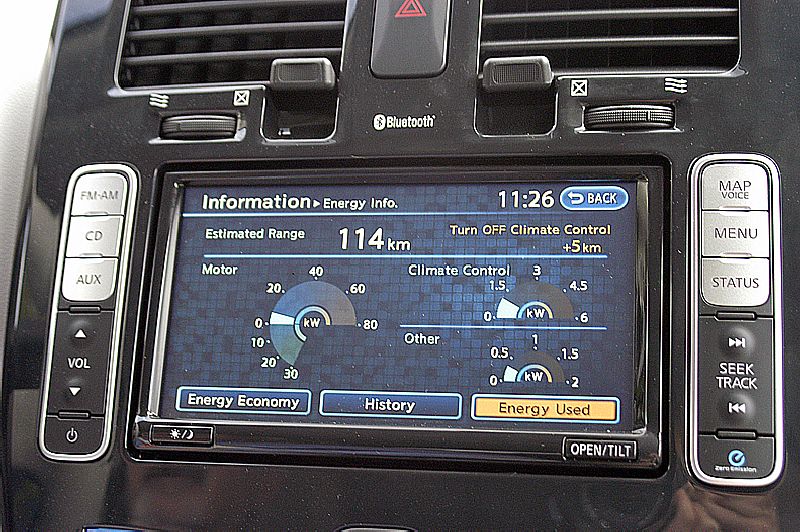 Bluetooth
FM-AM
CD
AUX
VOL
Information ▸ Energy Info. 11:26 BACK
Estimated Range 114 km
Turn OFF Climate Control
+5 km
Motor
40
20 60
0 kW 80
10
20
30
Climate Control
3
1.5 4.5
0 kW 6
Other
1
0.5 1.5
0 kW 2
Energy Economy History Energy Used
OPEN/TILT
MAP
VOICE
MENU
STATUS
SEEK
TRACK
Zero Emission